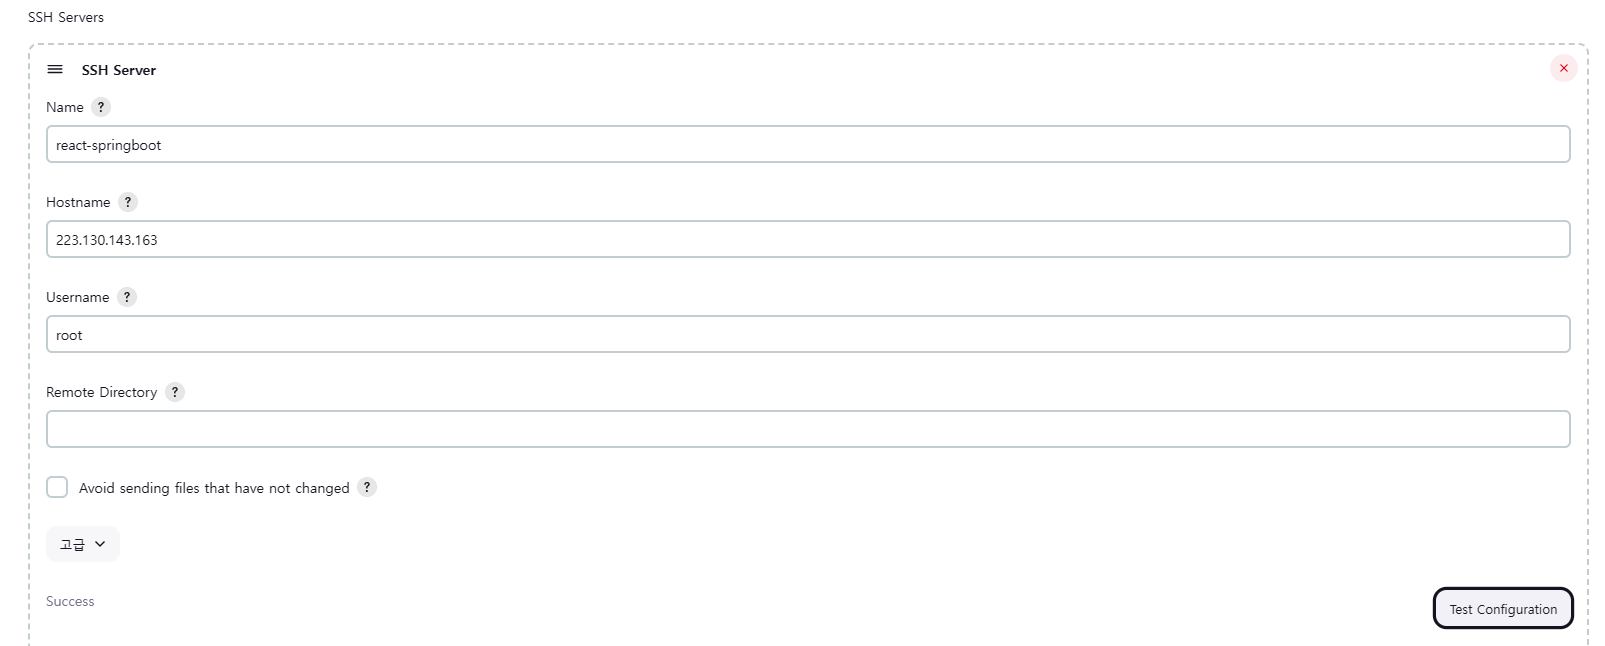 SSH Servers
SSH Server
Name ?
react-springboot
Hostname ?
223.130.143.163
Username ?
root
Remote Directory ?
Avoid sending files that have not changed ?
고급
Success
Test Configuration